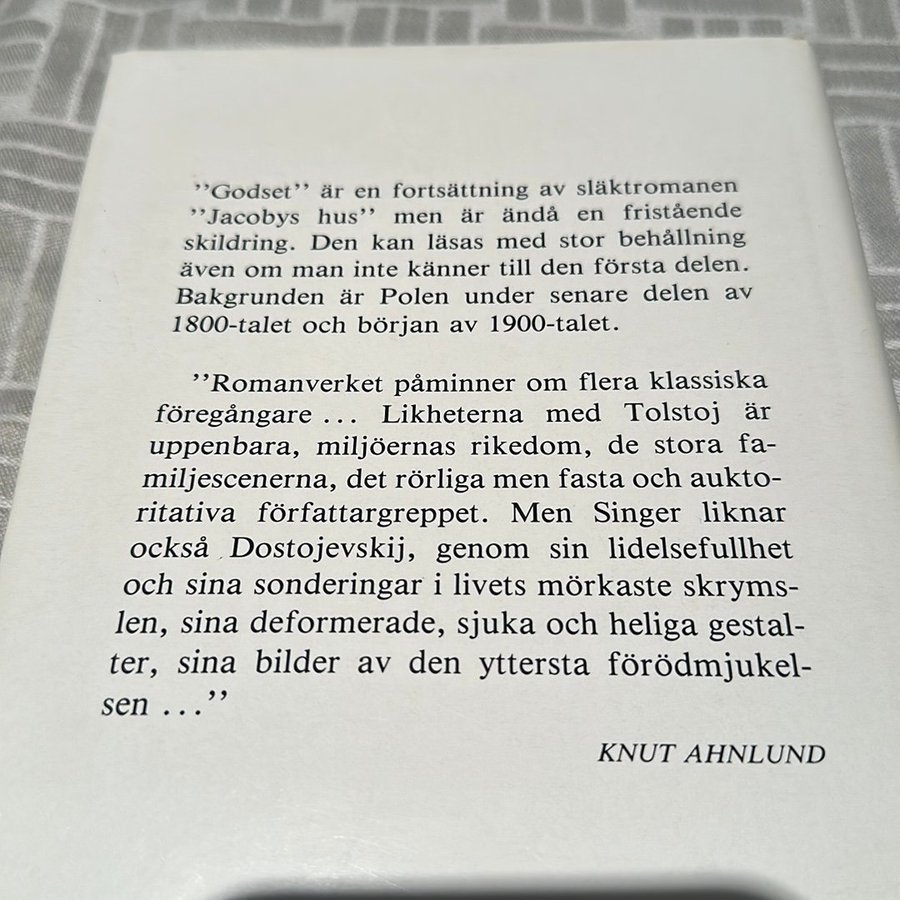 ”Godset” är en fortsättning av släktromanen
”Jacobys hus” men är ändå en fristående
skildring. Den kan läsas med stor behållning
även om man inte känner till den första delen.
Bakgrunden är Polen under senare delen av
1800-talet och början av 1900-talet.
”Romanverket påminner om flera klassiska
föregångare ... Likheterna med Tolstoj är
uppenbara, miljöernas rikedom, de stora fa-
miljescenerna, det rörliga men fasta och aukto-
ritativa författargreppet. Men Singer liknar
också Dostojevskij, genom sin lidelsefullhet
och sina sonderingar i livets mörkaste skryms-
len, sina deformerade, sjuka och heliga gestal-
ter, sina bilder av den yttersta förödmjukel-
sen ...”
KNUT AHNLUND